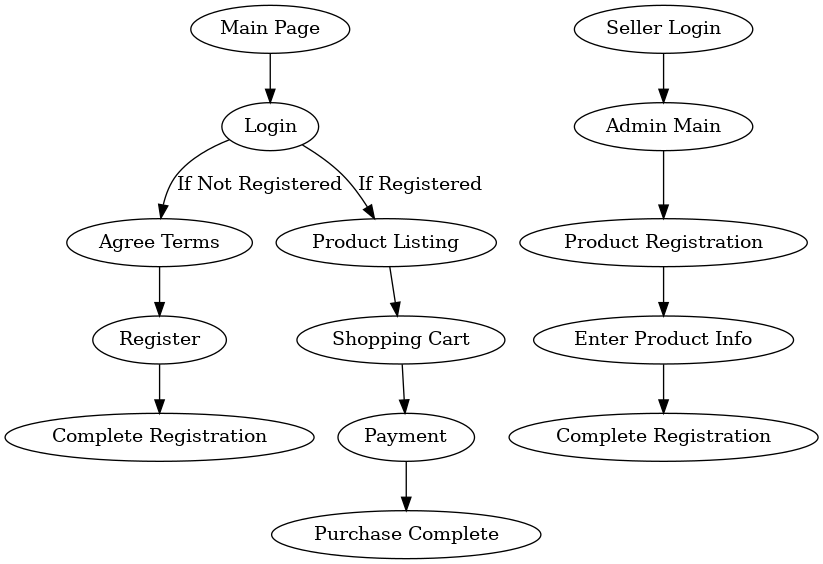 Main Page
Seller Login
Login
Admin Main
If Not Registered
If Registered
Agree Terms
Product Listing
Product Registration
Register
Shopping Cart
Enter Product Info
Complete Registration
Payment
Complete Registration
Purchase Complete